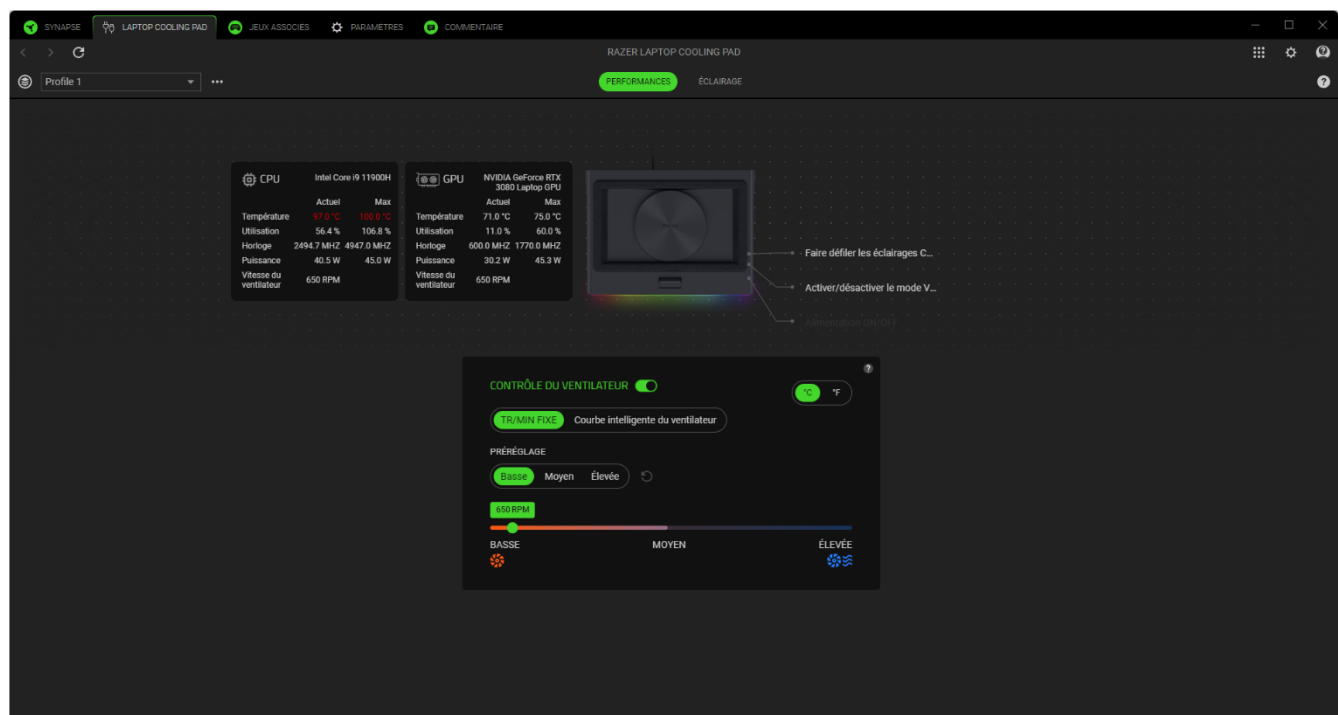 SYNAPSE LAPTOP COOLING PAD JEUX ASSOCIES PARAMETRES COMMENTAIRE
RAZER LAPTOP COOLING PAD
Profile 1
PERFORMANCES ÉCLAIRAGE
CPU Intel Core i9 11900H
Actuel Max
Température 97.0 °C 100.0 °C
Utilisation 56.4 % 106.8 %
Horloge 2494.7 MHZ 4947.0 MHZ
Puissance 40.5 W 45.0 W
Vitesse du
ventilateur 650 RPM
GPU NVIDIA GeForce RTX
3080 Laptop GPU
Actuel Max
Température 71.0 °C 75.0 °C
Utilisation 11.0 % 60.0 %
Horloge 600.0 MHZ 1770.0 MHZ
Puissance 30.2 W 45.3 W
Vitesse du
ventilateur 650 RPM
Faire défiler les éclairages C...
Activer/désactiver le mode V...
Alimentation ON/OFF
CONTRÔLE DU VENTILATEUR
°C °F
TR/MIN FIXE Courbe intelligente du ventilateur
PRÉRÉGLAGE
Basse Moyen Élevée
650 RPM
BASSE MOYEN ÉLEVÉE